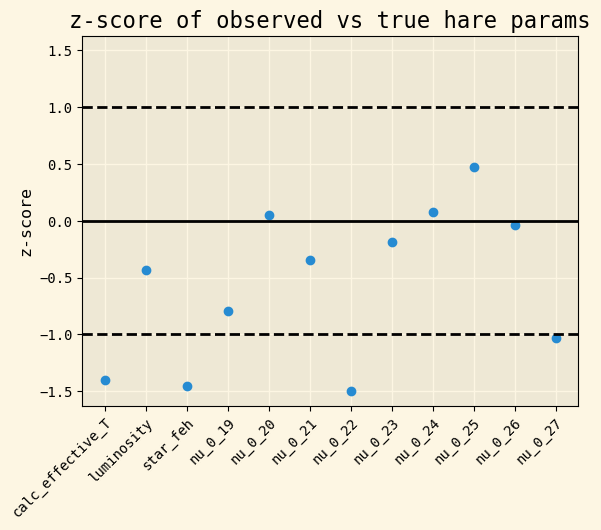 z-score of observed vs true hare params
1.5
1.0
0.5
0.0
−0.5
−1.0
−1.5
z-score
calc_effective_T
luminosity
star_feh
nu_0_19
nu_0_20
nu_0_21
nu_0_22
nu_0_23
nu_0_24
nu_0_25
nu_0_26
nu_0_27